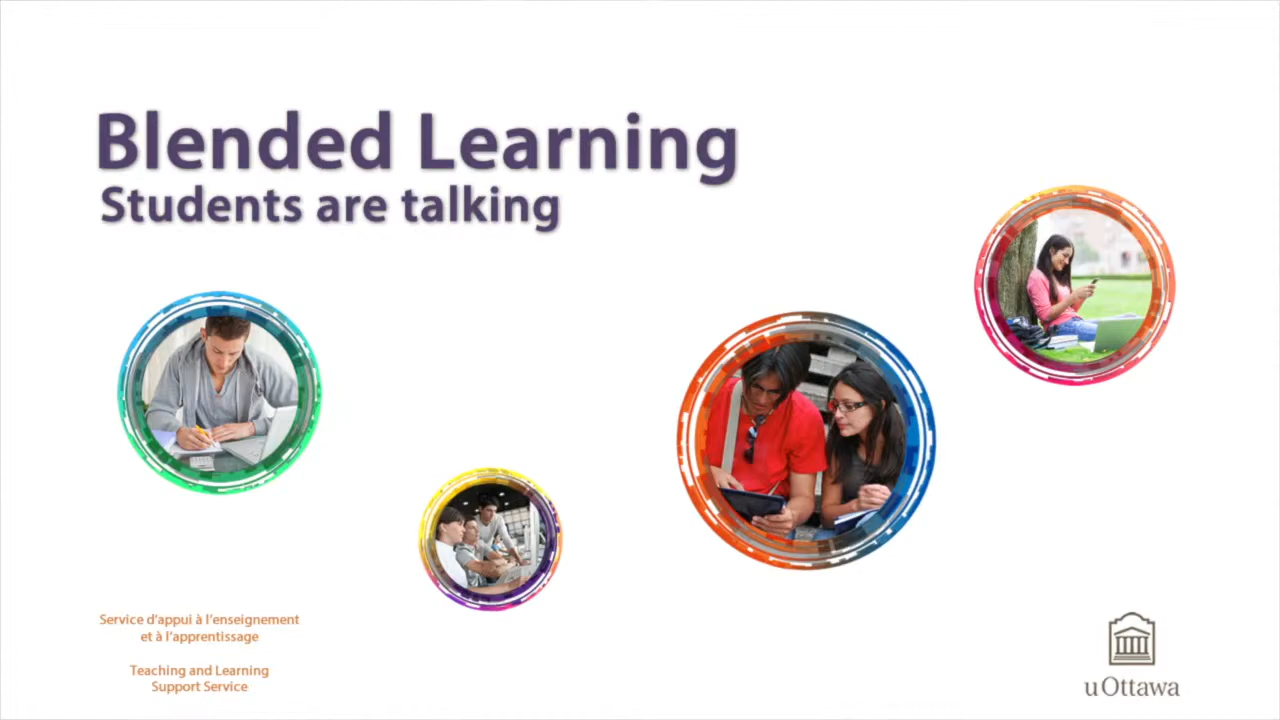 Blended Learning
Students are talking
Service d'appui à l'enseignement
et à l'apprentissage
Teaching and Learning
Support Service
uOttawa